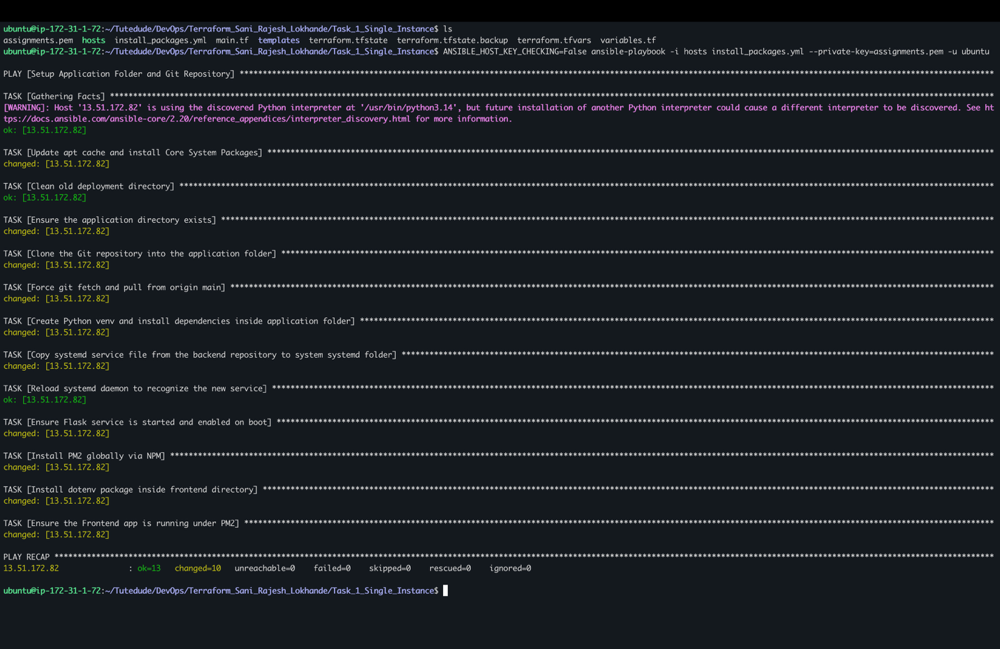 ubuntu@ip-172-31-1-72:~/Tutedude/DevOps/Terraform_Sani_Rajesh_Lokhande/Task_1_Single_Instance$ ls
assignments.pem  hosts  install_packages.yml  main.tf  templates  terraform.tfstate  terraform.tfstate.backup  terraform.tfvars  variables.tf
ubuntu@ip-172-31-1-72:~/Tutedude/DevOps/Terraform_Sani_Rajesh_Lokhande/Task_1_Single_Instance$ ANSIBLE_HOST_KEY_CHECKING=False ansible-playbook -i hosts install_packages.yml --private-key=assignments.pem -u ubuntu
PLAY [Setup Application Folder and Git Repository] ********************************************************************
TASK [Gathering Facts] ********************************************************************
[WARNING]: Host '13.51.172.82' is using the discovered Python interpreter at '/usr/bin/python3.14', but future installation of another Python interpreter could cause a different interpreter to be discovered. See ht
tps://docs.ansible.com/ansible-core/2.20/reference_appendices/interpreter_discovery.html for more information.
ok: [13.51.172.82]
TASK [Update apt cache and install Core System Packages] ********************************************************************
changed: [13.51.172.82]
TASK [Clean old deployment directory] ********************************************************************
ok: [13.51.172.82]
TASK [Ensure the application directory exists] ********************************************************************
changed: [13.51.172.82]
TASK [Clone the Git repository into the application folder] ********************************************************************
changed: [13.51.172.82]
TASK [Force git fetch and pull from origin main] ********************************************************************
changed: [13.51.172.82]
TASK [Create Python venv and install dependencies inside application folder] ********************************************************************
changed: [13.51.172.82]
TASK [Copy systemd service file from the backend repository to system systemd folder] ********************************************************************
changed: [13.51.172.82]
TASK [Reload systemd daemon to recognize the new service] ********************************************************************
ok: [13.51.172.82]
TASK [Ensure Flask service is started and enabled on boot] ********************************************************************
changed: [13.51.172.82]
TASK [Install PM2 globally via NPM] ********************************************************************
changed: [13.51.172.82]
TASK [Install dotenv package inside frontend directory] ********************************************************************
changed: [13.51.172.82]
TASK [Ensure the Frontend app is running under PM2] ********************************************************************
changed: [13.51.172.82]
PLAY RECAP ********************************************************************
13.51.172.82               : ok=13   changed=10   unreachable=0    failed=0    skipped=0    rescued=0    ignored=0
ubuntu@ip-172-31-1-72:~/Tutedude/DevOps/Terraform_Sani_Rajesh_Lokhande/Task_1_Single_Instance$